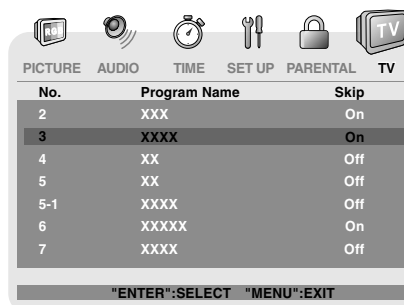 RGB
TV
PICTURE AUDIO TIME SET UP PARENTAL TV
No. Program Name Skip
2 XXX On
3 XXXX On
4 XX Off
5 XX Off
5-1 XXXX Off
6 XXXXX On
7 XXXX Off
"ENTER":SELECT "MENU":EXIT